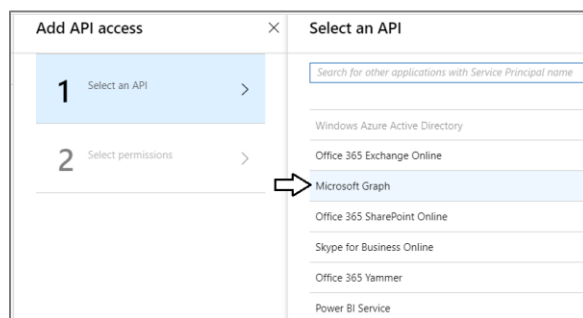 Add API access
1 Select an API
2 Select permissions
Select an API
Search for other applications with Service Principal name
Windows Azure Active Directory
Office 365 Exchange Online
Microsoft Graph
Office 365 SharePoint Online
Skype for Business Online
Office 365 Yammer
Power BI Service